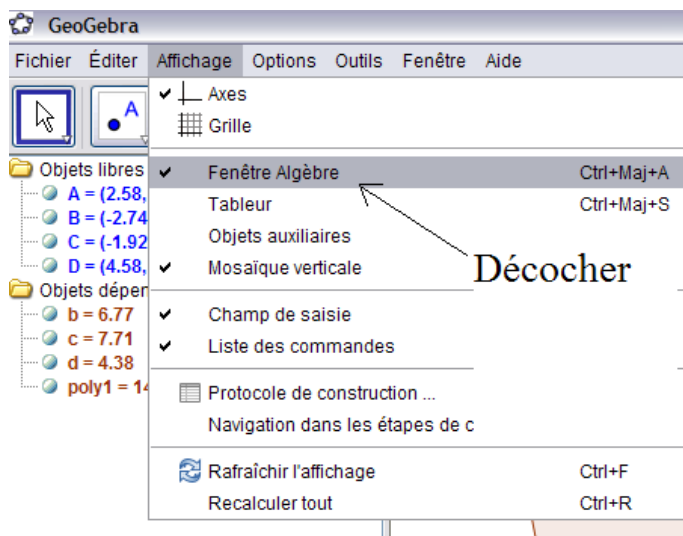 GeoGebra
Fichier Éditer Affichage Options Outils Fenêtre Aide
A
Axes
Grille
Objets libres
A = (2.58,
B = (-2.74
C = (-1.92
D = (4.58,
Objets dépen
b = 6.77
c = 7.71
d = 4.38
poly1 = 14
Fenêtre Algèbre Ctrl+Maj+A
Tableur Ctrl+Maj+S
Objets auxiliaires
Mosaïque verticale
Décocher
Champ de saisie
Liste des commandes
Protocole de construction ...
Navigation dans les étapes de c
Rafraîchir l'affichage Ctrl+F
Recalculer tout Ctrl+R